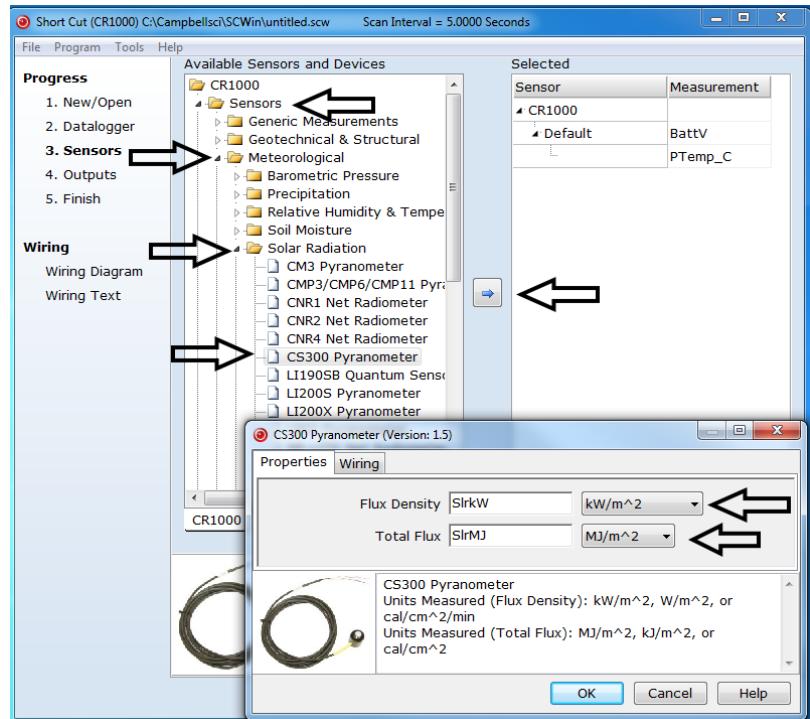 Short Cut (CR1000) C:\Campbellsci\SCWin\untitled.scw Scan Interval = 5.0000 Seconds
File Program Tools Help
Progress
1. New/Open
2. Datalogger
3. Sensors
4. Outputs
5. Finish
Wiring
Wiring Diagram
Wiring Text
Available Sensors and Devices
CR1000
Sensors
Generic Measurements
Geotechnical & Structural
Meteorological
Barometric Pressure
Precipitation
Relative Humidity & Tempe
Soil Moisture
Solar Radiation
CM3 Pyranometer
CMP3/CMP6/CMP11 Pyra
CNR1 Net Radiometer
CNR2 Net Radiometer
CNR4 Net Radiometer
CS300 Pyranometer
LI190SB Quantum Senso
LI200S Pyranometer
LI200X Pyranometer
CR1000
Selected
Sensor Measurement
CR1000
Default BattV
PTemp_C
CS300 Pyranometer (Version: 1.5)
Properties Wiring
Flux Density SlrkW kW/m^2
Total Flux SlrMJ MJ/m^2
CS300 Pyranometer
Units Measured (Flux Density): kW/m^2, W/m^2, or
cal/cm^2/min
Units Measured (Total Flux): MJ/m^2, kJ/m^2, or
cal/cm^2
OK Cancel Help